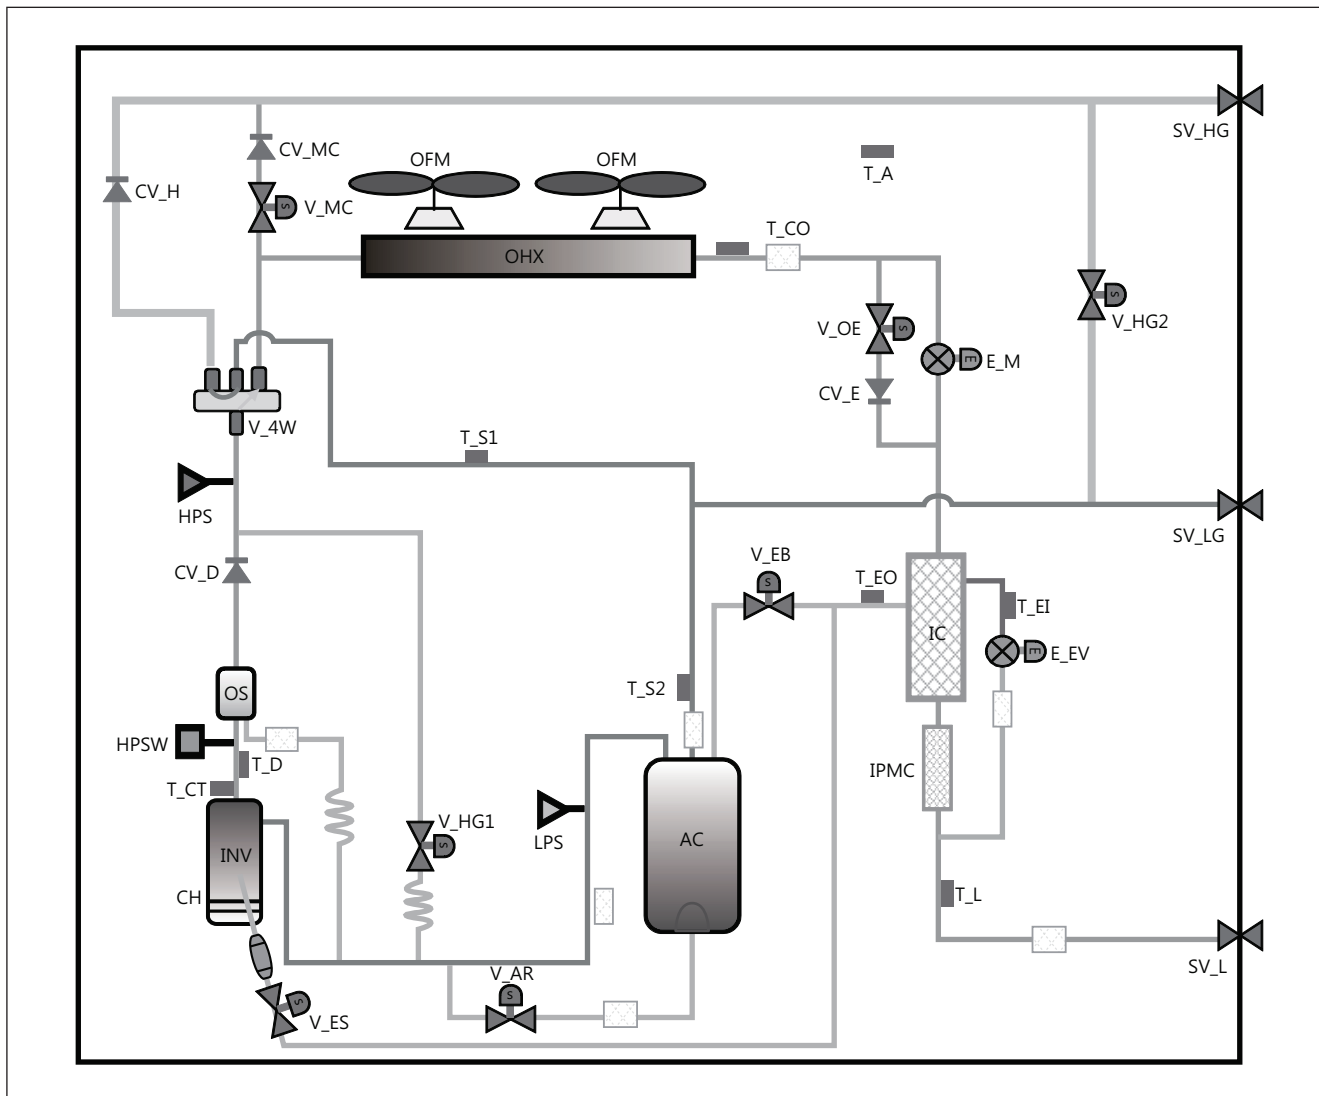 SV_HG
CV_MC
OFM
OFM
T_A
CV_H
V_MC
T_CO
S
OHX
S
V_HG2
V_OE
S
E_M
E
CV_E
V_4W
T_S1
HPS
SV_LG
V_EB
S
CV_D
T_EO
T_EI
IC
E_EV
E
OS
T_S2
HPSW
T_D
T_CT
IPMC
V_HG1
S
LPS
AC
INV
CH
T_L
SV_L
V_AR
S
S
V_ES